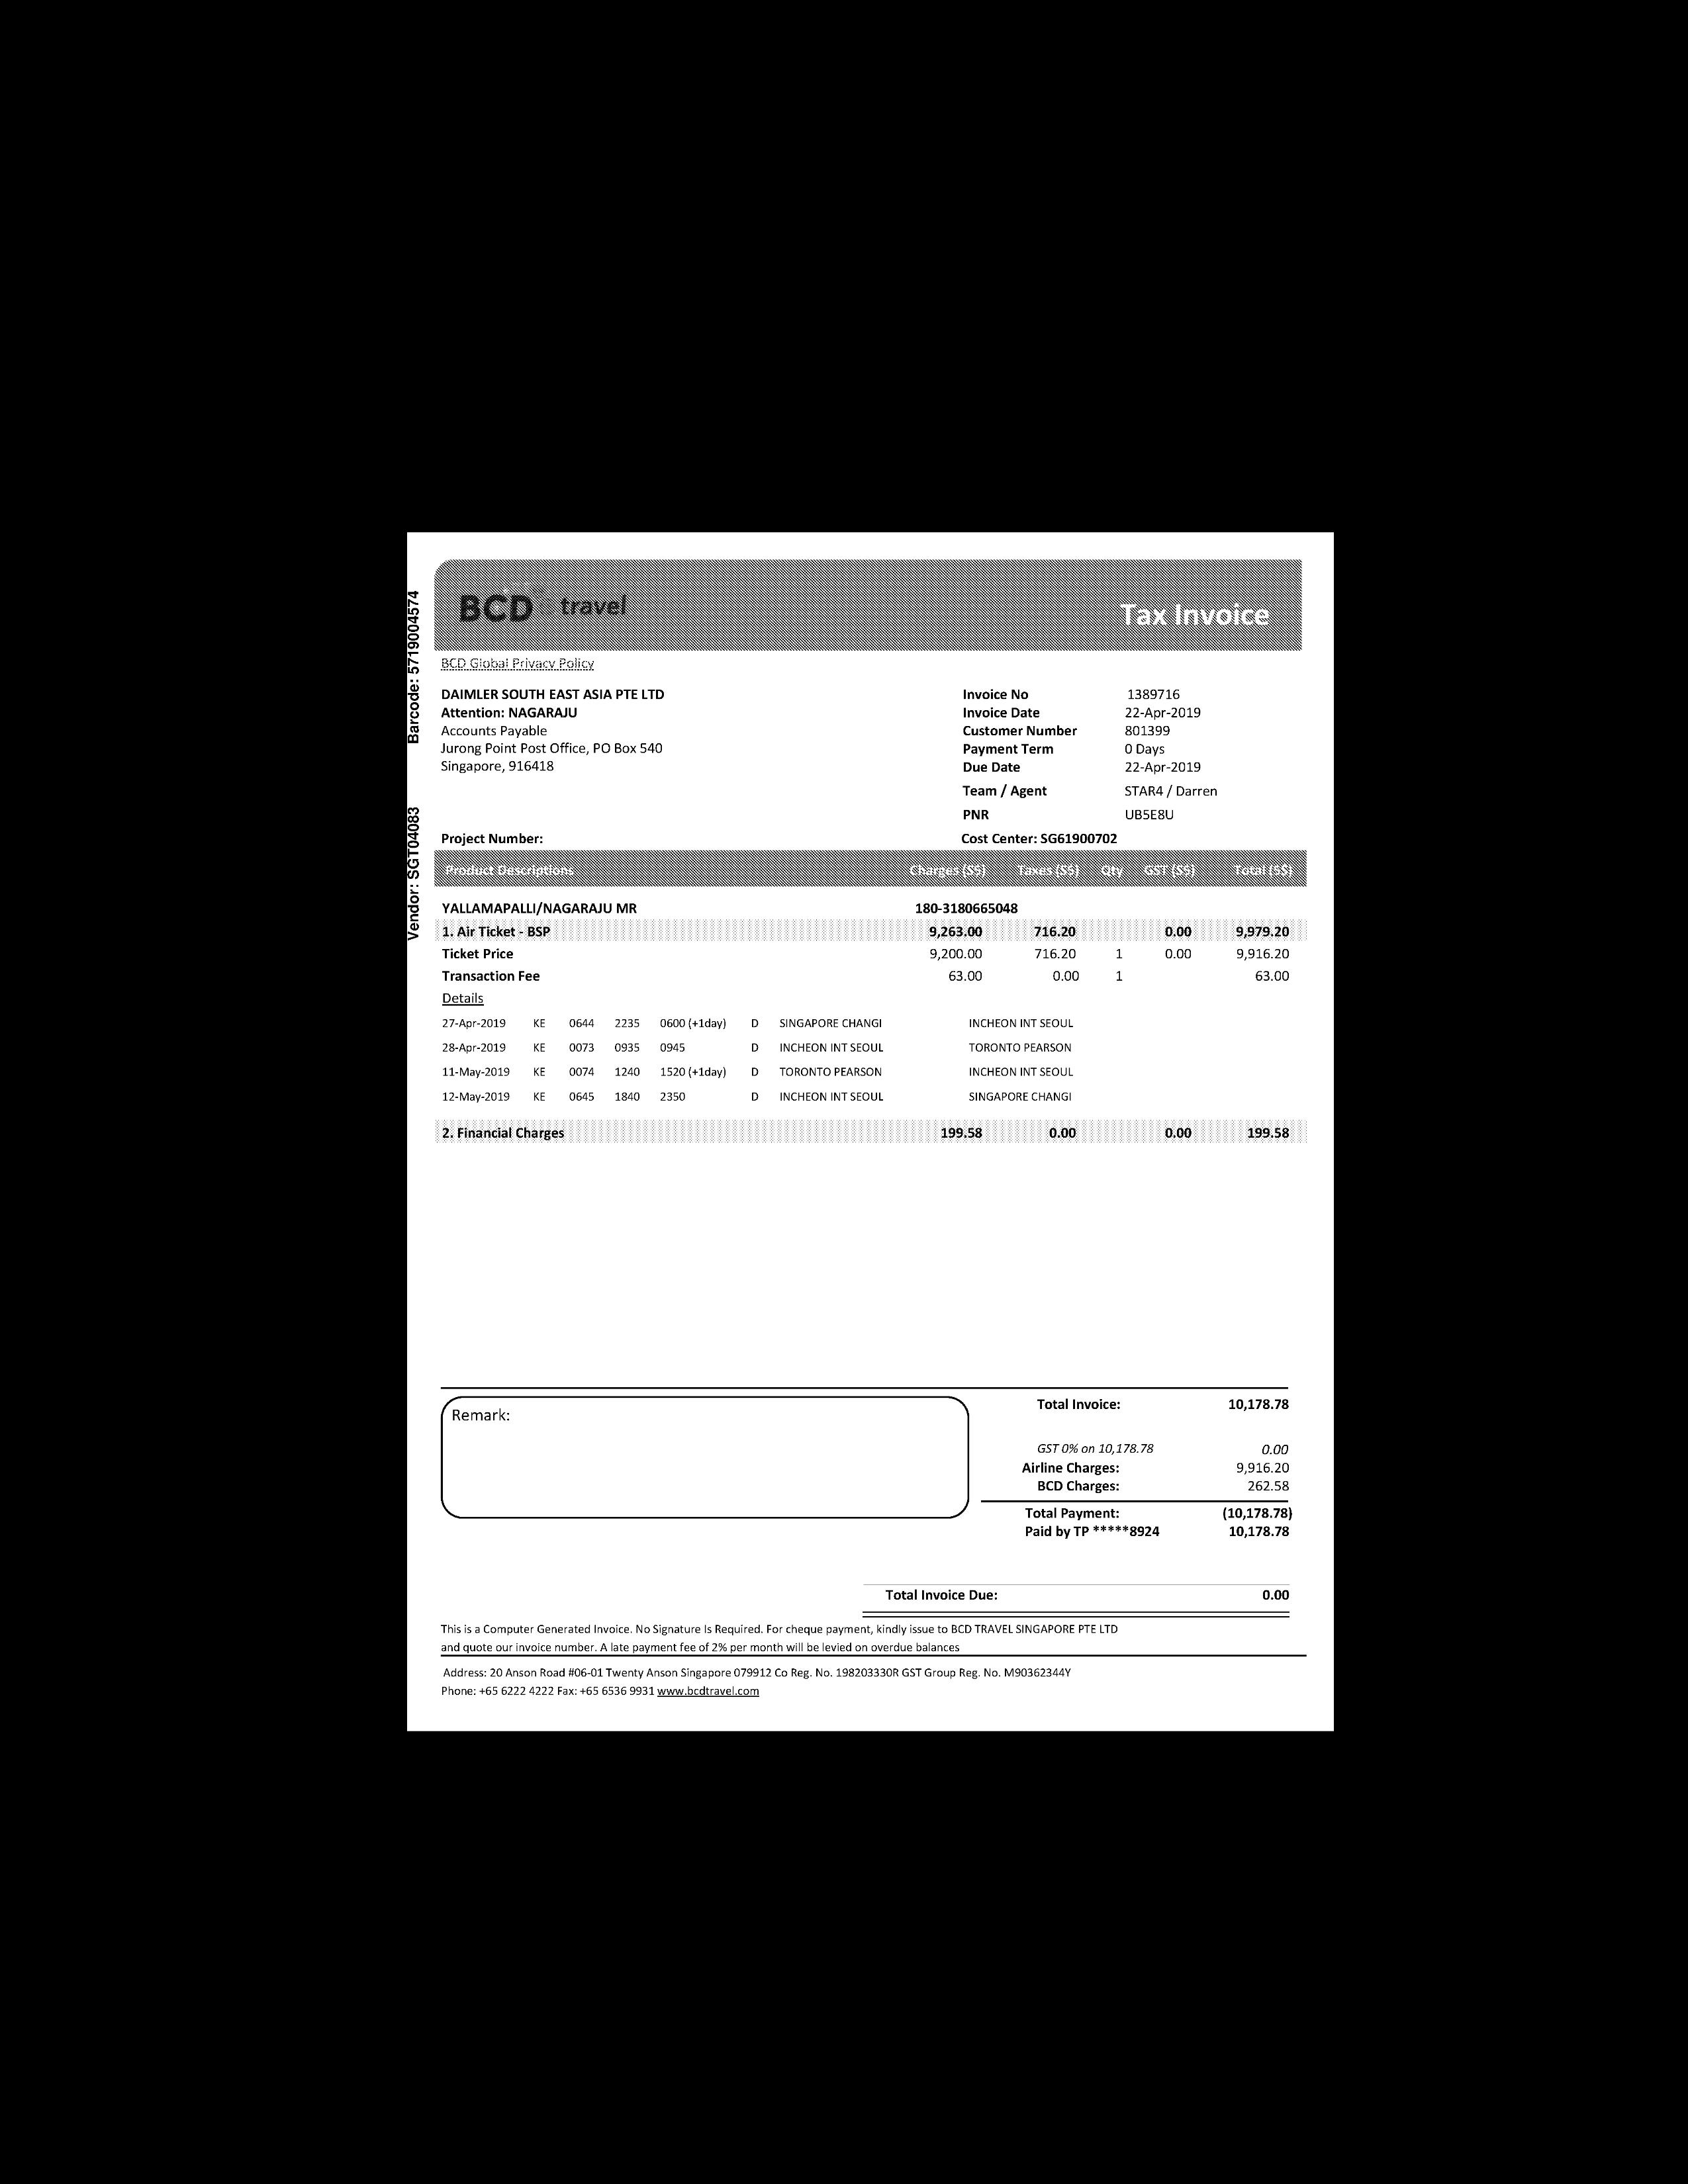 Barcode: 5719004574
Vendor: SGT04083
BCD travel
Tax Invoice
BCD Global Privacy Policy
DAIMLER SOUTH EAST ASIA PTE LTD
Attention: NAGARAJU
Accounts Payable
Jurong Point Post Office, PO Box 540
Singapore, 916418
Invoice No 1389716
Invoice Date 22-Apr-2019
Customer Number 801399
Payment Term 0 Days
Due Date 22-Apr-2019
Team / Agent STAR4 / Darren
PNR UB5E8U
Project Number: Cost Center: SG61900702
Product Descriptions Charges (S$) Taxes (S$) Qty GST (S$) Total (S$)
YALLAMAPALLI/NAGARAJU MR 180-3180665048
1. Air Ticket - BSP 9,263.00 716.20 0.00 9,979.20
Ticket Price 9,200.00 716.20 1 0.00 9,916.20
Transaction Fee 63.00 0.00 1 63.00
Details
27-Apr-2019 KE 0644 2235 0600 (+1day) D SINGAPORE CHANGI INCHEON INT SEOUL
28-Apr-2019 KE 0073 0935 0945 D INCHEON INT SEOUL TORONTO PEARSON
11-May-2019 KE 0074 1240 1520 (+1day) D TORONTO PEARSON INCHEON INT SEOUL
12-May-2019 KE 0645 1840 2350 D INCHEON INT SEOUL SINGAPORE CHANGI
2. Financial Charges 199.58 0.00 0.00 199.58
Remark:
Total Invoice: 10,178.78
GST 0% on 10,178.78 0.00
Airline Charges: 9,916.20
BCD Charges: 262.58
Total Payment: (10,178.78)
Paid by TP *****8924 10,178.78
Total Invoice Due: 0.00
This is a Computer Generated Invoice. No Signature Is Required. For cheque payment, kindly issue to BCD TRAVEL SINGAPORE PTE LTD
and quote our invoice number. A late payment fee of 2% per month will be levied on overdue balances
Address: 20 Anson Road #06-01 Twenty Anson Singapore 079912 Co Reg. No. 198203330R GST Group Reg. No. M90362344Y
Phone: +65 6222 4222 Fax: +65 6536 9931 www.bcdtravel.com